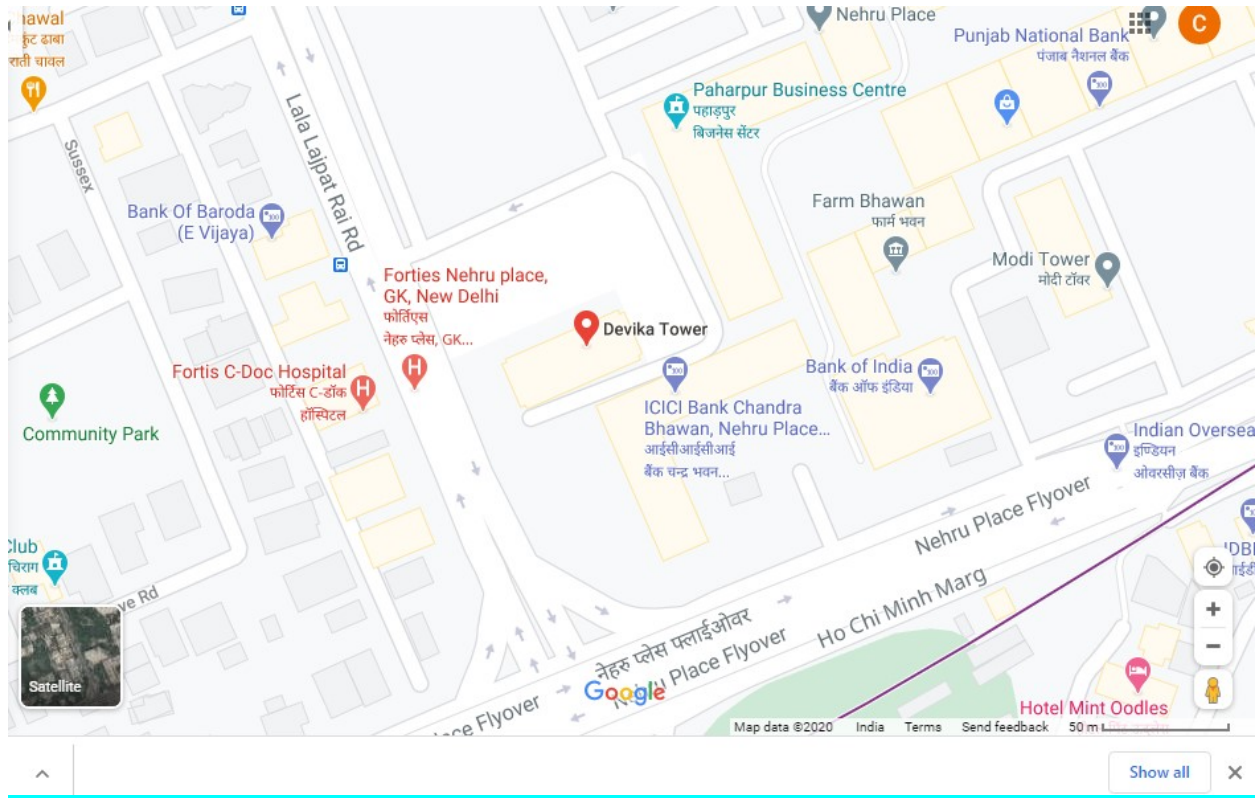 nawal
कुंट ढाबा
राती चावल
Nehru Place
Punjab National Bank
पंजाब नैशनल बैंक
C
Paharpur Business Centre
पहाड़पुर
बिजनेस सेंटर
Sussex
Lala Lajpat Rai Rd
Bank Of Baroda
(E Vijaya)
Farm Bhawan
फार्म भवन
Modi Tower
मोदी टॉवर
Forties Nehru place,
GK, New Delhi
फोर्तिएस
नेहरु प्लेस, GK...
Devika Tower
Fortis C-Doc Hospital
फोर्टिस C-डॉक
हॉस्पिटल
Bank of India
बैंक ऑफ इंडिया
ICICI Bank Chandra
Bhawan, Nehru Place...
आईसीआईसीआई
बैंक चन्द्र भवन...
Community Park
Indian Oversea
इण्डियन
ओवरसीज़ बैंक
Nehru Place Flyover
Club
चिराग
क्लब
IDBI
ve Rd
Ho Chi Minh Marg
नेहरु प्लेस फ्लाईओवर
Place Flyover
ce Flyover
Satellite
Google
Hotel Mint Oodles
Map data ©2020 India Terms Send feedback 50 m
Show all